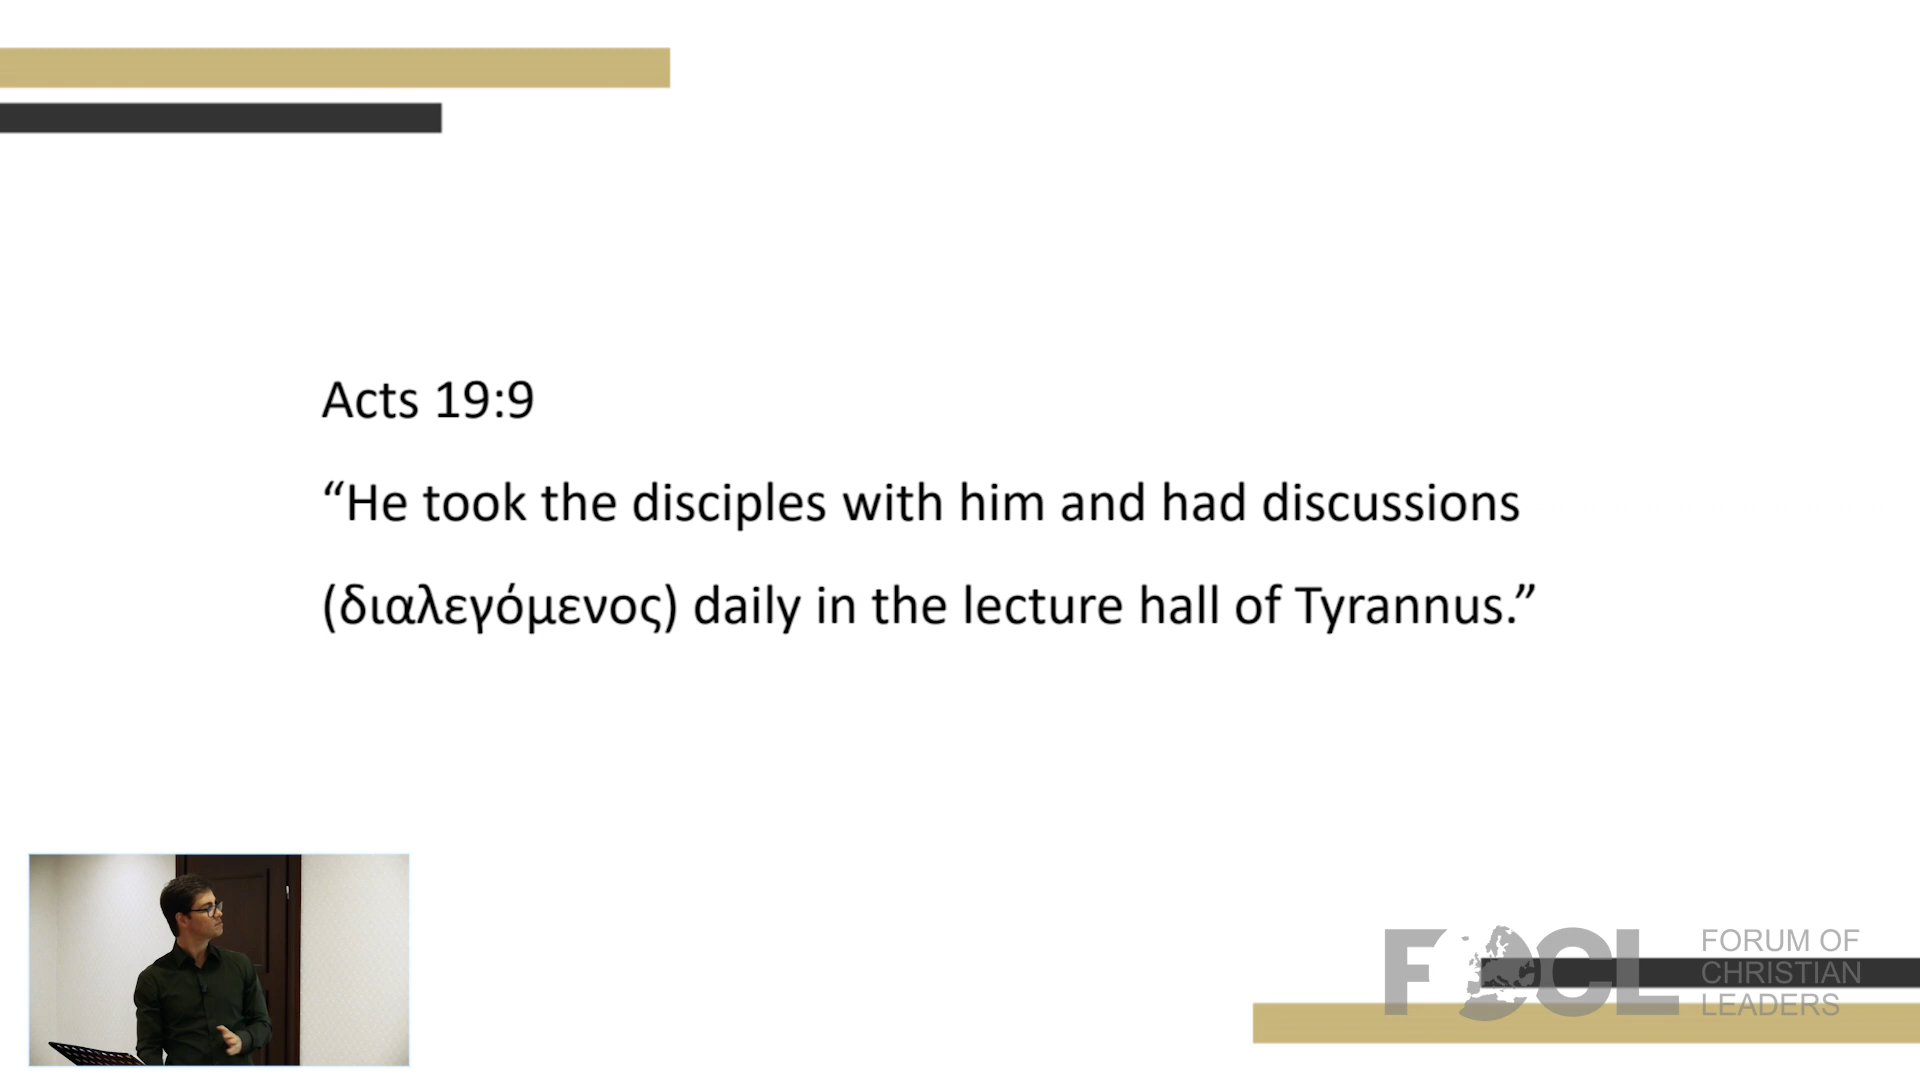 Acts 19:9
“He took the disciples with him and had discussions
(διαλεγόμενος) daily in the lecture hall of Tyrannus.”
FOCL
FORUM OF
CHRISTIAN
LEADERS